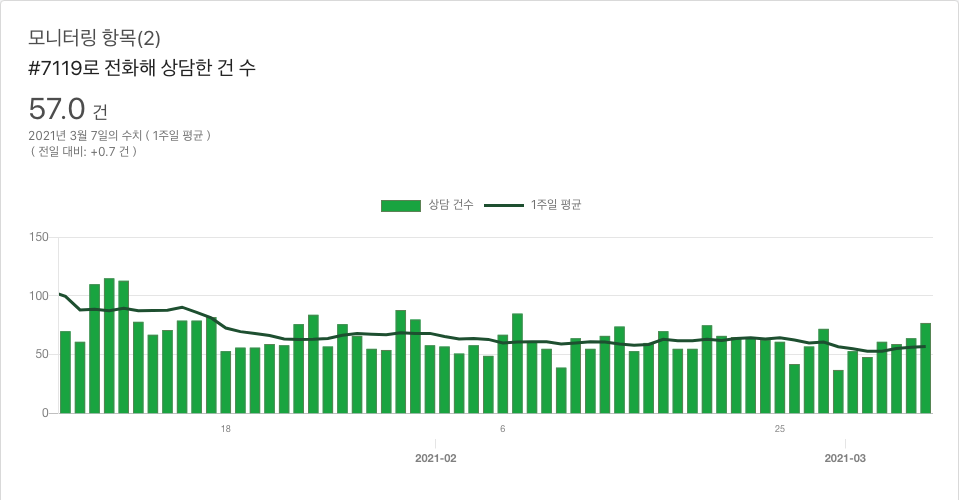 모니터링 항목(2)
#7119로 전화해 상담한 건 수
57.0 건
2021년 3월 7일의 수치 ( 1주일 평균 )
( 전일 대비: +0.7 건 )
상담 건수 1주일 평균
150
100
50
0
18 6 25
2021-02 2021-03